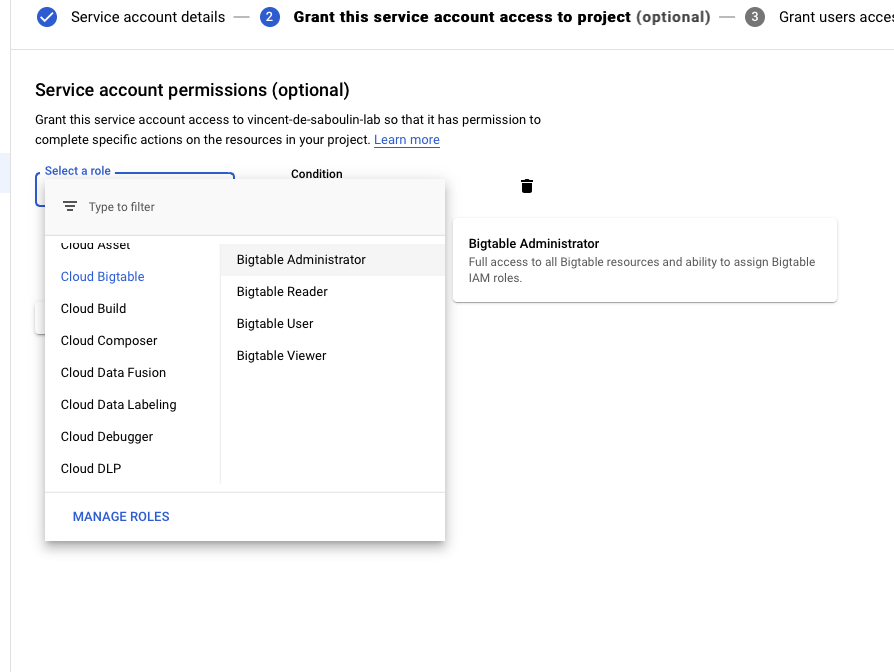 Service account details
2
Grant this service account access to project (optional)
3
Grant users acces
Service account permissions (optional)
Grant this service account access to vincent-de-saboulin-lab so that it has permission to
complete specific actions on the resources in your project. Learn more
Select a role
Condition
Type to filter
Cloud Asset
Cloud Bigtable
Cloud Build
Cloud Composer
Cloud Data Fusion
Cloud Data Labeling
Cloud Debugger
Cloud DLP
Bigtable Administrator
Bigtable Reader
Bigtable User
Bigtable Viewer
MANAGE ROLES
Bigtable Administrator
Full access to all Bigtable resources and ability to assign Bigtable
IAM roles.